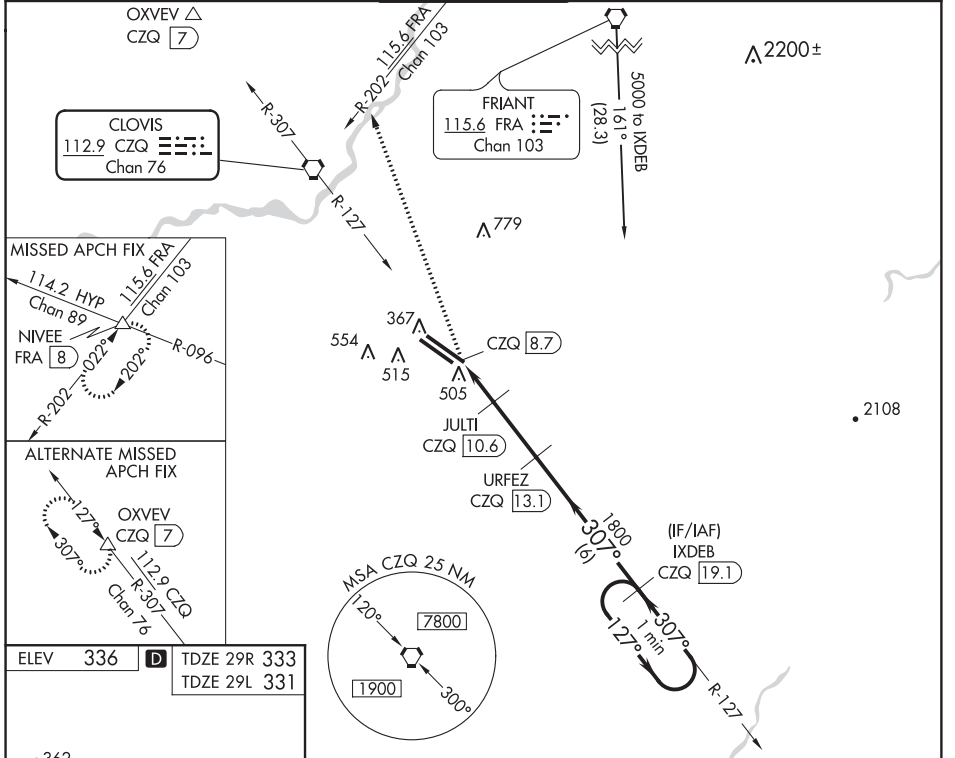 OXVEV
CZQ 7
R-202 115.6 FRA
Chan 103
2200±
R-307
CLOVIS
112.9 CZQ
Chan 76
FRIANT
115.6 FRA
Chan 103
5000 to IXDEB
161°
(28.3)
R-127
779
MISSED APCH FIX
114.2 HYP
Chan 89
115.6 FRA
Chan 103
NIVEE
FRA 8
022°
202°
R-096
R-202
367
554
515
505
CZQ 8.7
JULTI
CZQ 10.6
2108
URFEZ
CZQ 13.1
ALTERNATE MISSED
APCH FIX
OXVEV
CZQ 7
127°
307°
112.9 CZQ
R-307
Chan 76
1800
307°
(6)
(IF/IAF)
IXDEB
CZQ 19.1
307°
1 min
127°
R-127
MSA CZQ 25 NM
120°
7800
1900
300°
ELEV 336 D TDZE 29R 333
TDZE 29L 331